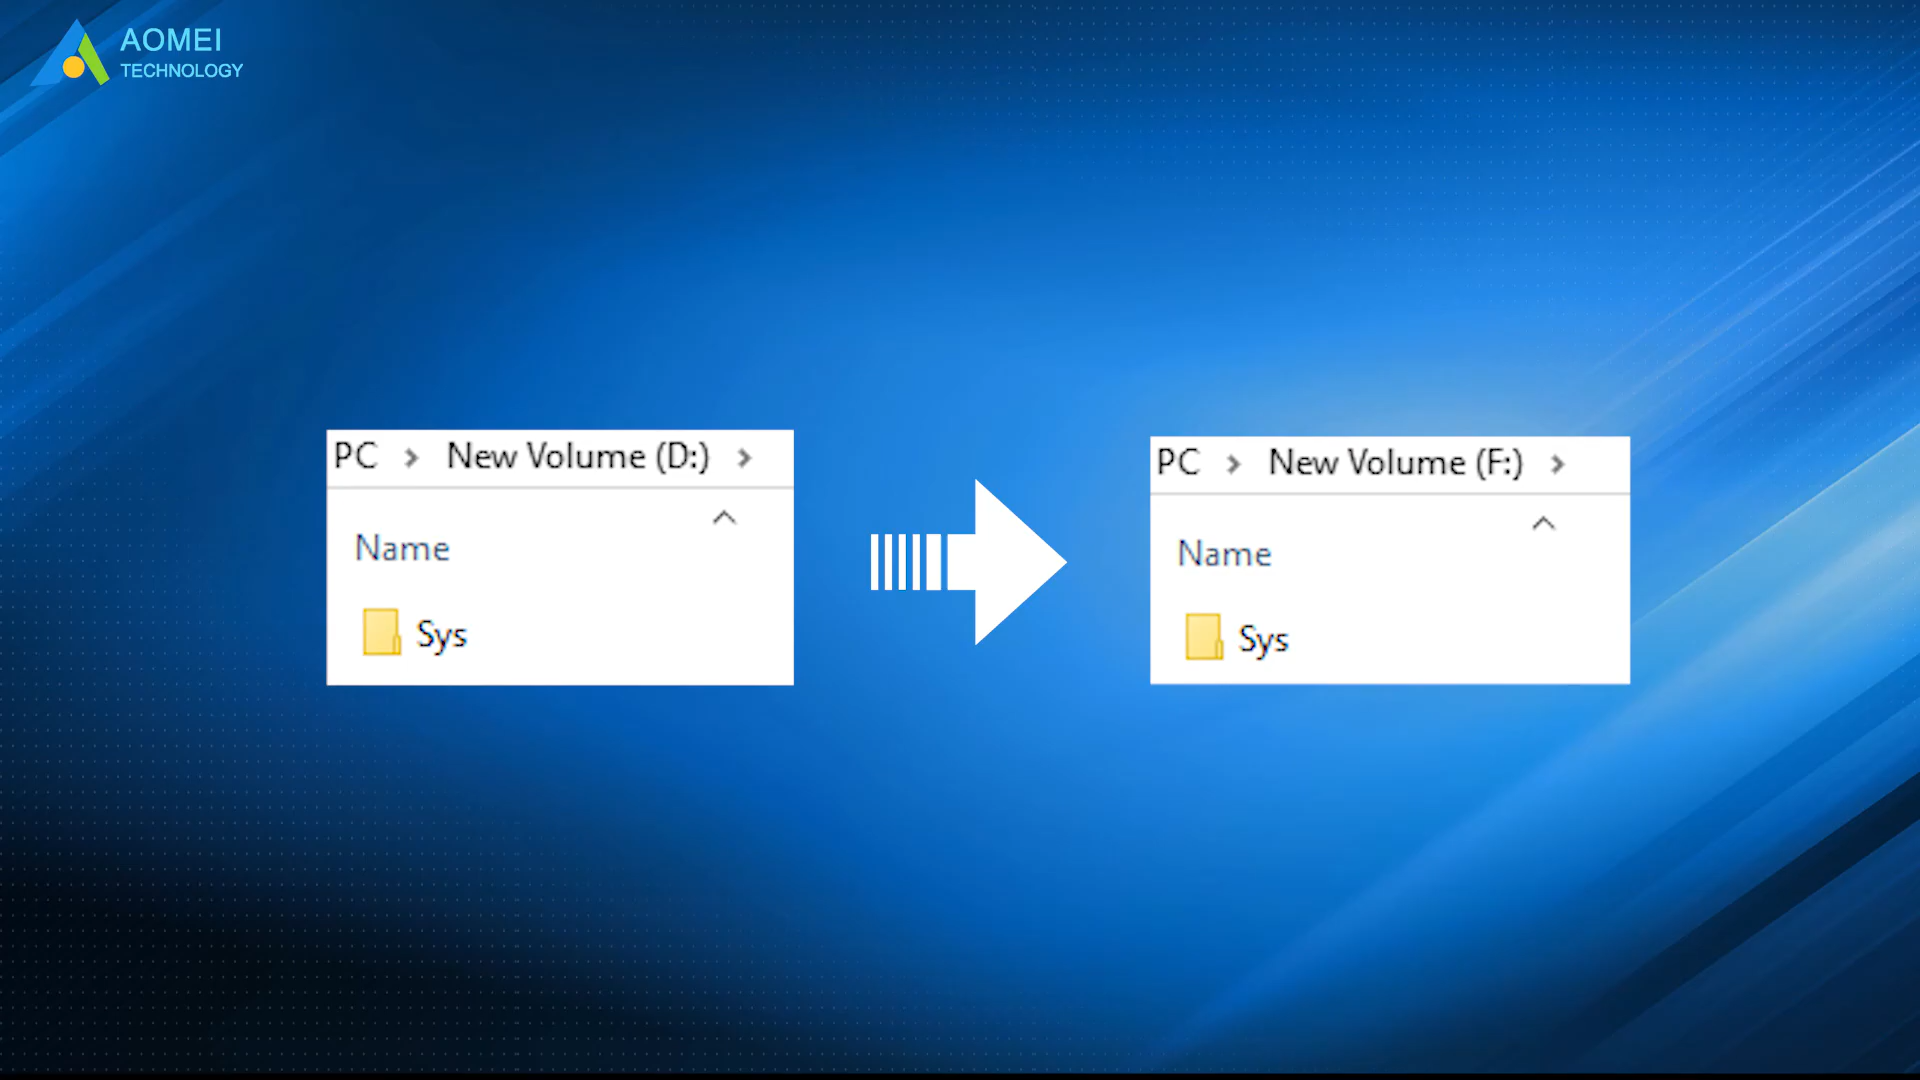 AOMEI
TECHNOLOGY
PC > New Volume (D:) >
Name
Sys
PC > New Volume (F:) >
Name
Sys